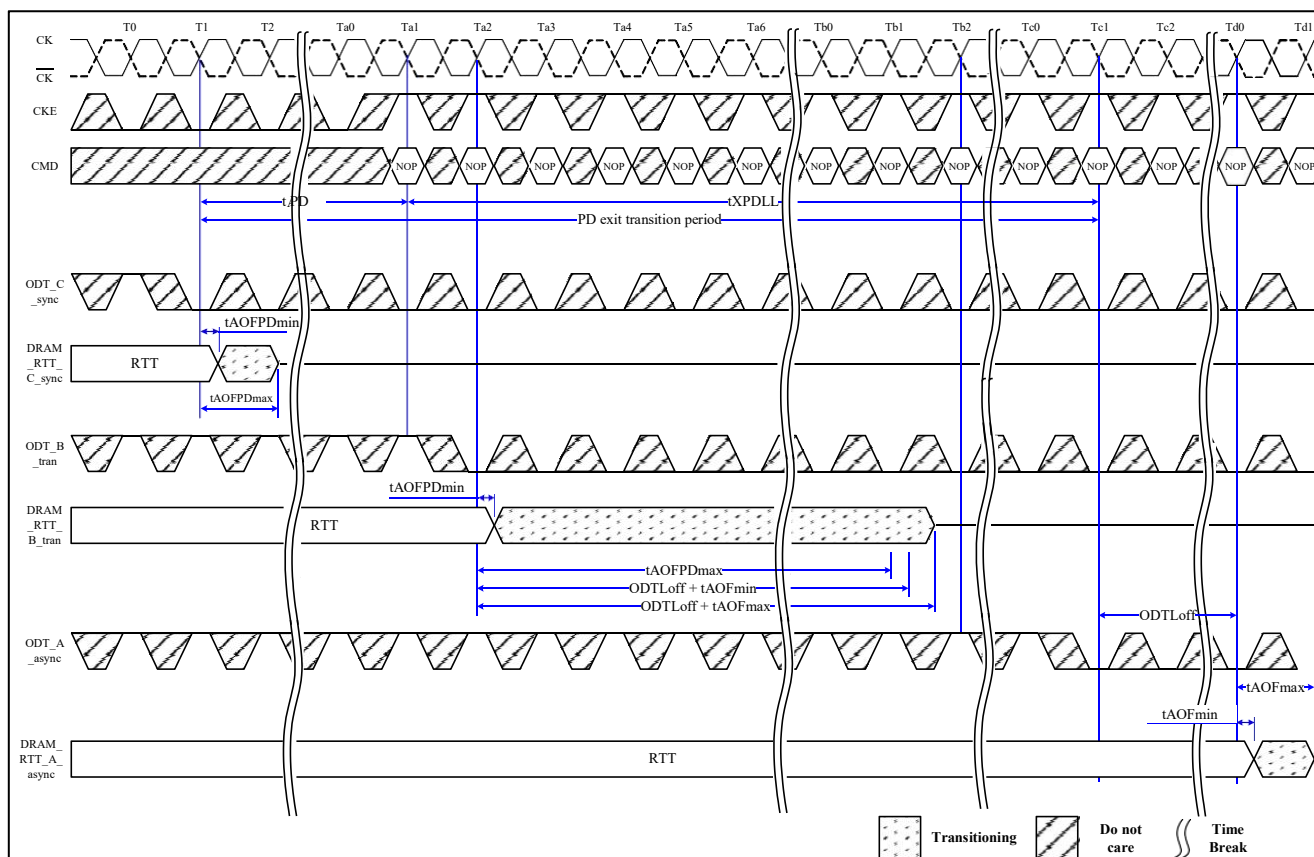 T0 T1 T2 Ta0 Ta1 Ta2 Ta3 Ta4 Ta5 Ta6 Tb0 Tb1 Tb2 Tc0 Tc1 Tc2 Td0 Td1
CK
CK
CKE
CMD
NOP NOP NOP NOP NOP NOP NOP NOP NOP NOP NOP NOP NOP NOP
tPD
tXPDLL
PD exit transition period
ODT_C
_sync
tAOFPDmin
DRAM
_RTT_
C_sync
RTT
tAOFPDmax
ODT_B
_tran
tAOFPDmin
DRAM
_RTT_
B_tran
RTT
tAOFPDmax
ODTLoff + tAOFmin
ODTLoff + tAOFmax
ODTLoff
ODT_A
_async
tAOFmax
tAOFmin
DRAM_
RTT_A_
async
RTT
Transitioning
Do not
care
Time
Break